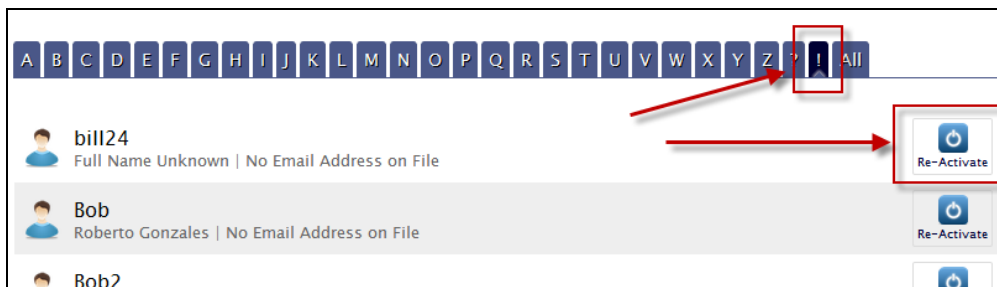 A B C D E F G H I J K L M N O P Q R S T U V W X Y Z ? ! All
bill24
Full Name Unknown | No Email Address on File
Re-Activate
Bob
Roberto Gonzales | No Email Address on File
Re-Activate
Bob2